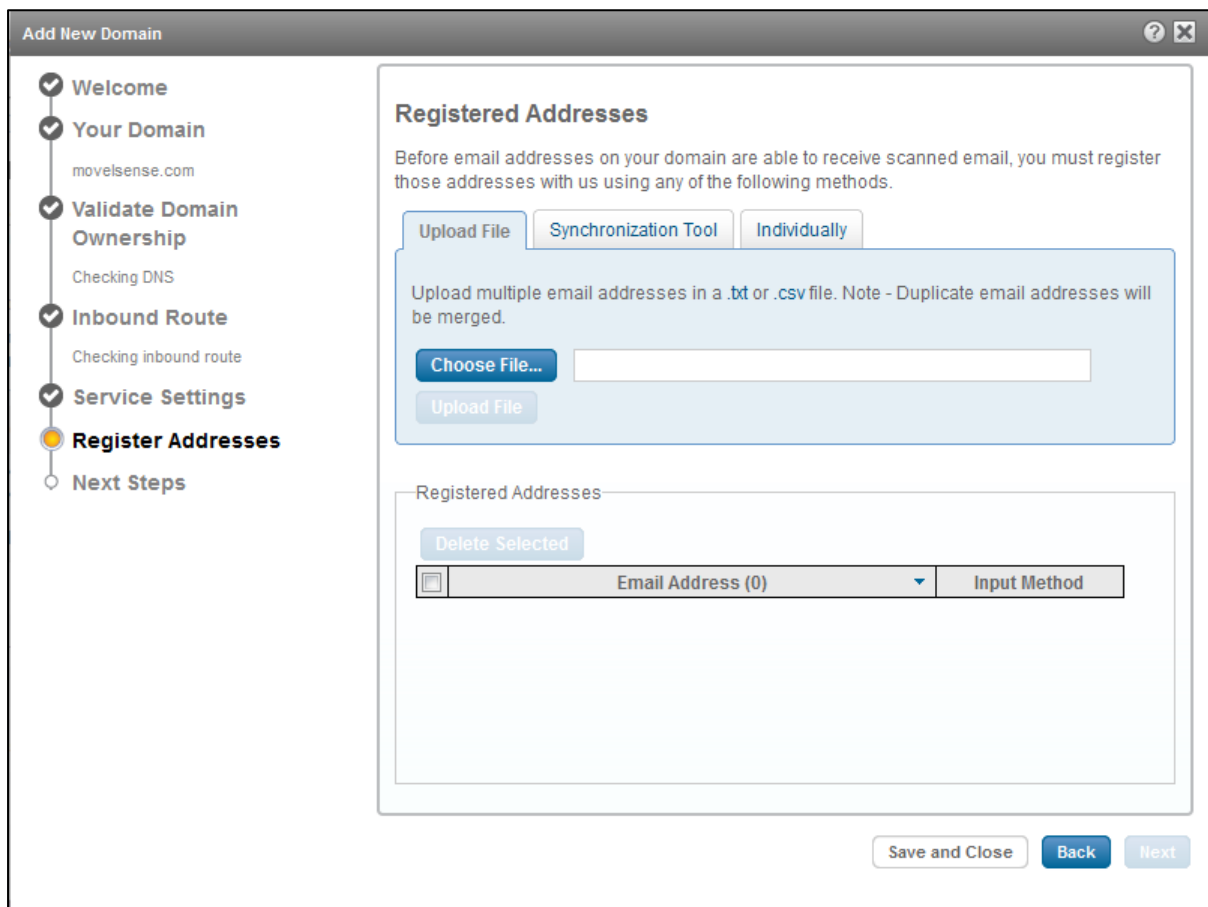 Add New Domain
Welcome
Your Domain
movelsense.com
Validate Domain
Ownership
Checking DNS
Inbound Route
Checking inbound route
Service Settings
Register Addresses
Next Steps
Registered Addresses
Before email addresses on your domain are able to receive scanned email, you must register
those addresses with us using any of the following methods.
Upload File Synchronization Tool Individually
Upload multiple email addresses in a .txt or .csv file. Note - Duplicate email addresses will
be merged.
Choose File...
Upload File
Registered Addresses
Delete Selected
Email Address (0) Input Method
Save and Close Back Next